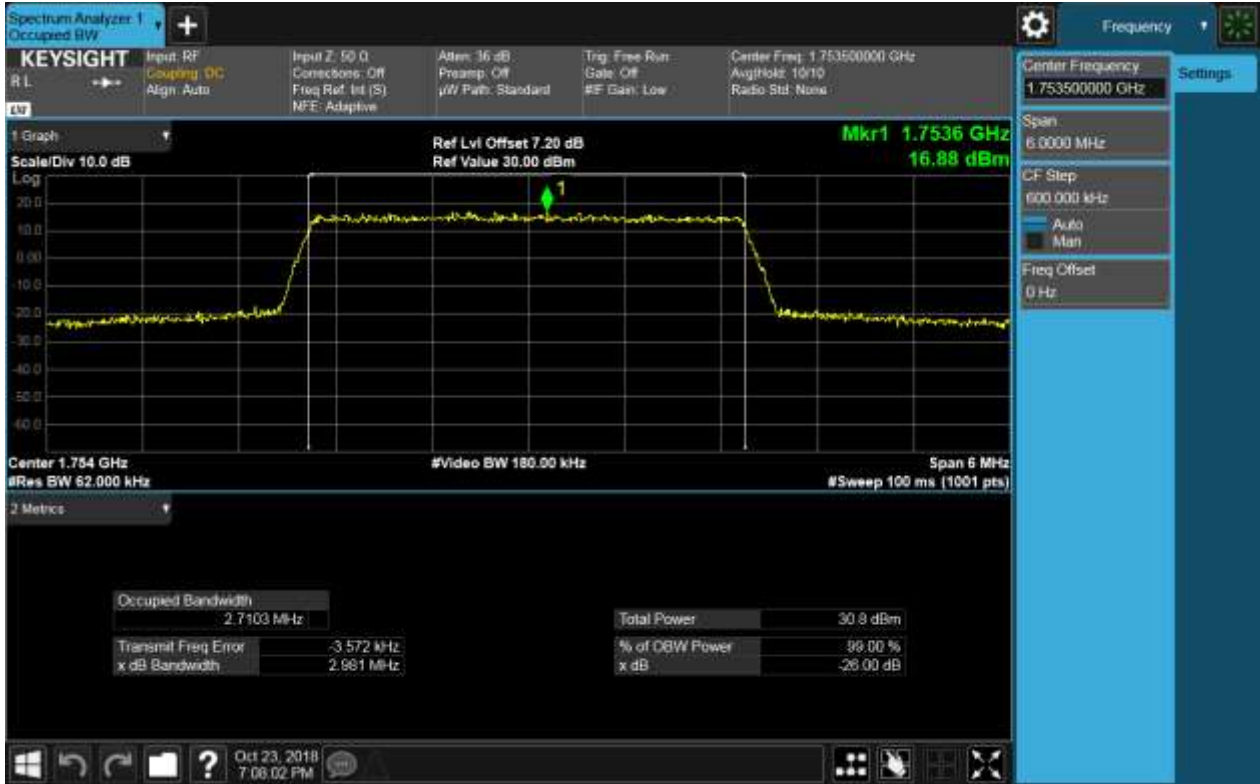 Spectrum Analyzer 1
Occupied BW
+
Frequency
KEYSIGHT
R L
LXI
Input: RF
Coupling: DC
Align: Auto
Input Z: 50 Ω
Corrections: Off
Freq Ref: Int (S)
NFE: Adaptive
Atten: 36 dB
Preamp: Off
µW Path: Standard
Trig: Free Run
Gate: Off
#IF Gain: Low
Center Freq: 1.753500000 GHz
Avg|Hold: 10/10
Radio Std: None
Center Frequency
1.753500000 GHz
Settings
Span
6.0000 MHz
CF Step
600.000 kHz
Auto
Man
Freq Offset
0 Hz
1 Graph
Scale/Div 10.0 dB
Ref Lvl Offset 7.20 dB
Ref Value 30.00 dBm
Mkr1 1.7536 GHz
16.88 dBm
Log
1
20.0
10.0
0.00
-10.0
-20.0
-30.0
-40.0
-50.0
-60.0
Center 1.754 GHz
#Res BW 62.000 kHz
#Video BW 180.00 kHz
Span 6 MHz
#Sweep 100 ms (1001 pts)
2 Metrics
Occupied Bandwidth
2.7103 MHz
Total Power 30.8 dBm
Transmit Freq Error -3.572 kHz
% of OBW Power 99.00 %
x dB Bandwidth 2.981 MHz
x dB -26.00 dB
?
Oct 23, 2018
7:08:02 PM